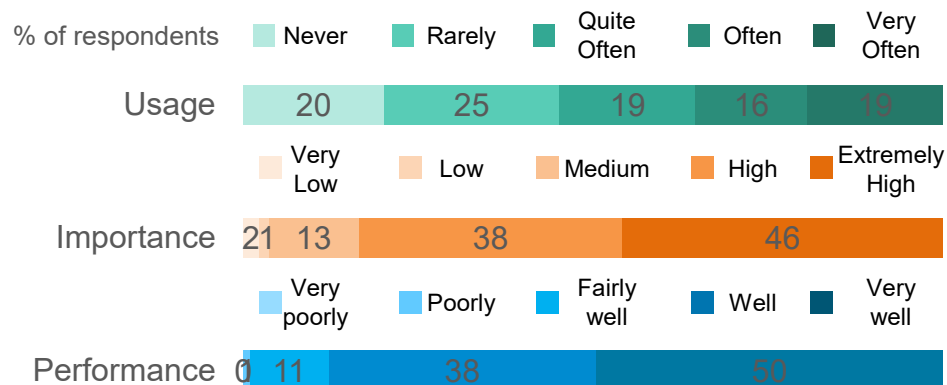 % of respondents Never Rarely Quite Often Often Very Often
Usage 20 25 19 16 19
Very Low Low Medium High Extremely High
Importance 2 1 13 38 46
Very poorly Poorly Fairly well Well Very well
Performance 0 1 11 38 50